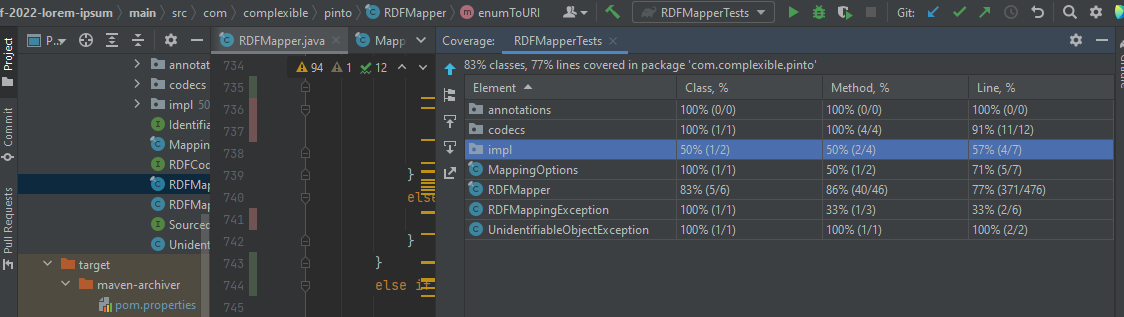 f-2022-lorem-ipsum › main › src › com › complexible › pinto › RDFMapper › enumToURI
RDFMapperTests
Git:
Project
Commit
Pull Requests
P..
annotat
codecs
impl 50
Identifia
Mappin
RDFCod
RDFMap
RDFMap
Sourced
Uniden
target
maven-archiver
pom.properties
RDFMapper.java
Mapp
94 1 12
734
735
736
737
738
739 }
740 else
741
742 }
743 }
744 else if
745
Coverage: RDFMapperTests
83% classes, 77% lines covered in package 'com.complexible.pinto'
Element Class, % Method, % Line, %
annotations 100% (0/0) 100% (0/0) 100% (0/0)
codecs 100% (1/1) 100% (4/4) 91% (11/12)
impl 50% (1/2) 50% (2/4) 57% (4/7)
MappingOptions 100% (1/1) 50% (1/2) 71% (5/7)
RDFMapper 83% (5/6) 86% (40/46) 77% (371/476)
RDFMappingException 100% (1/1) 33% (1/3) 33% (2/6)
UnidentifiableObjectException 100% (1/1) 100% (1/1) 100% (2/2)